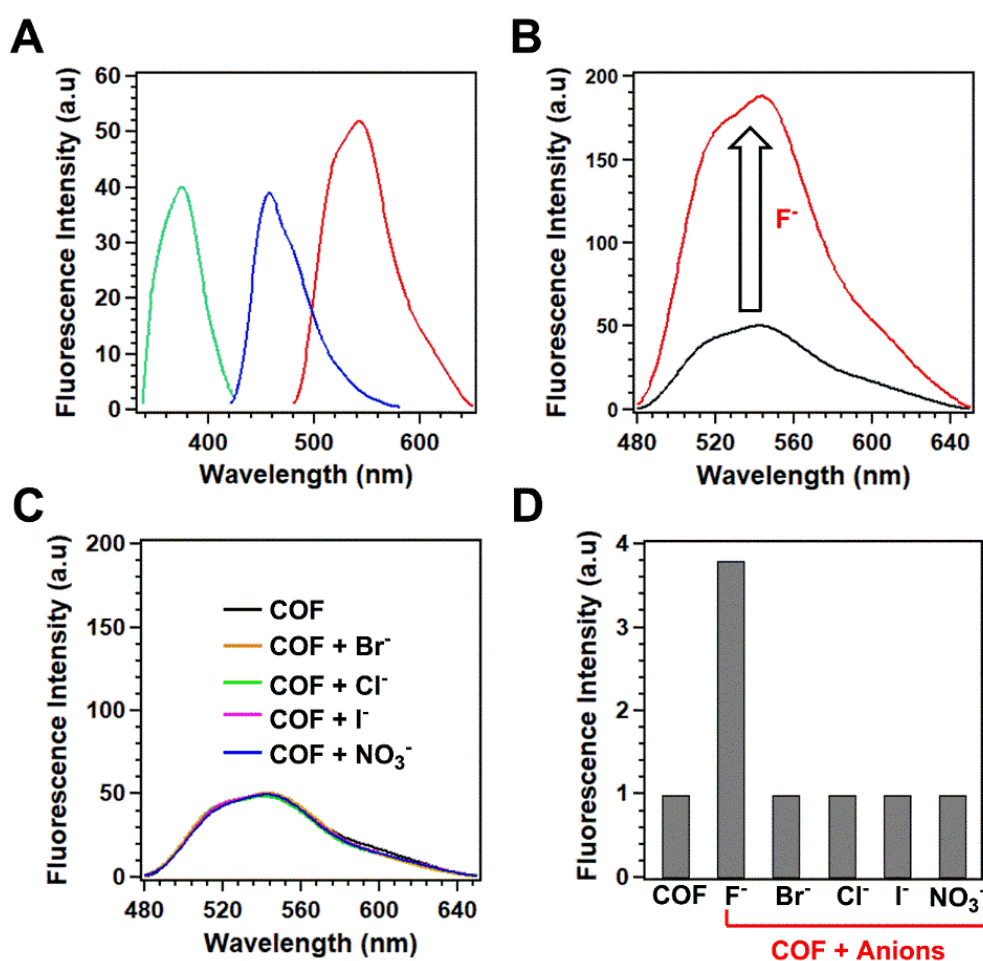 A
Fluorescence Intensity (a.u)
60
50
40
30
20
10
0
400
500
600
Wavelength (nm)
B
Fluorescence Intensity (a.u)
200
150
100
50
0
F⁻
480
520
560
600
640
Wavelength (nm)
C
Fluorescence Intensity (a.u)
200
150
100
50
0
COF
COF + Br⁻
COF + Cl⁻
COF + I⁻
COF + NO₃⁻
480
520
560
600
640
Wavelength (nm)
D
Fluorescence Intensity (a.u)
4
3
2
1
0
COF
F⁻
Br⁻
Cl⁻
I⁻
NO₃⁻
COF + Anions